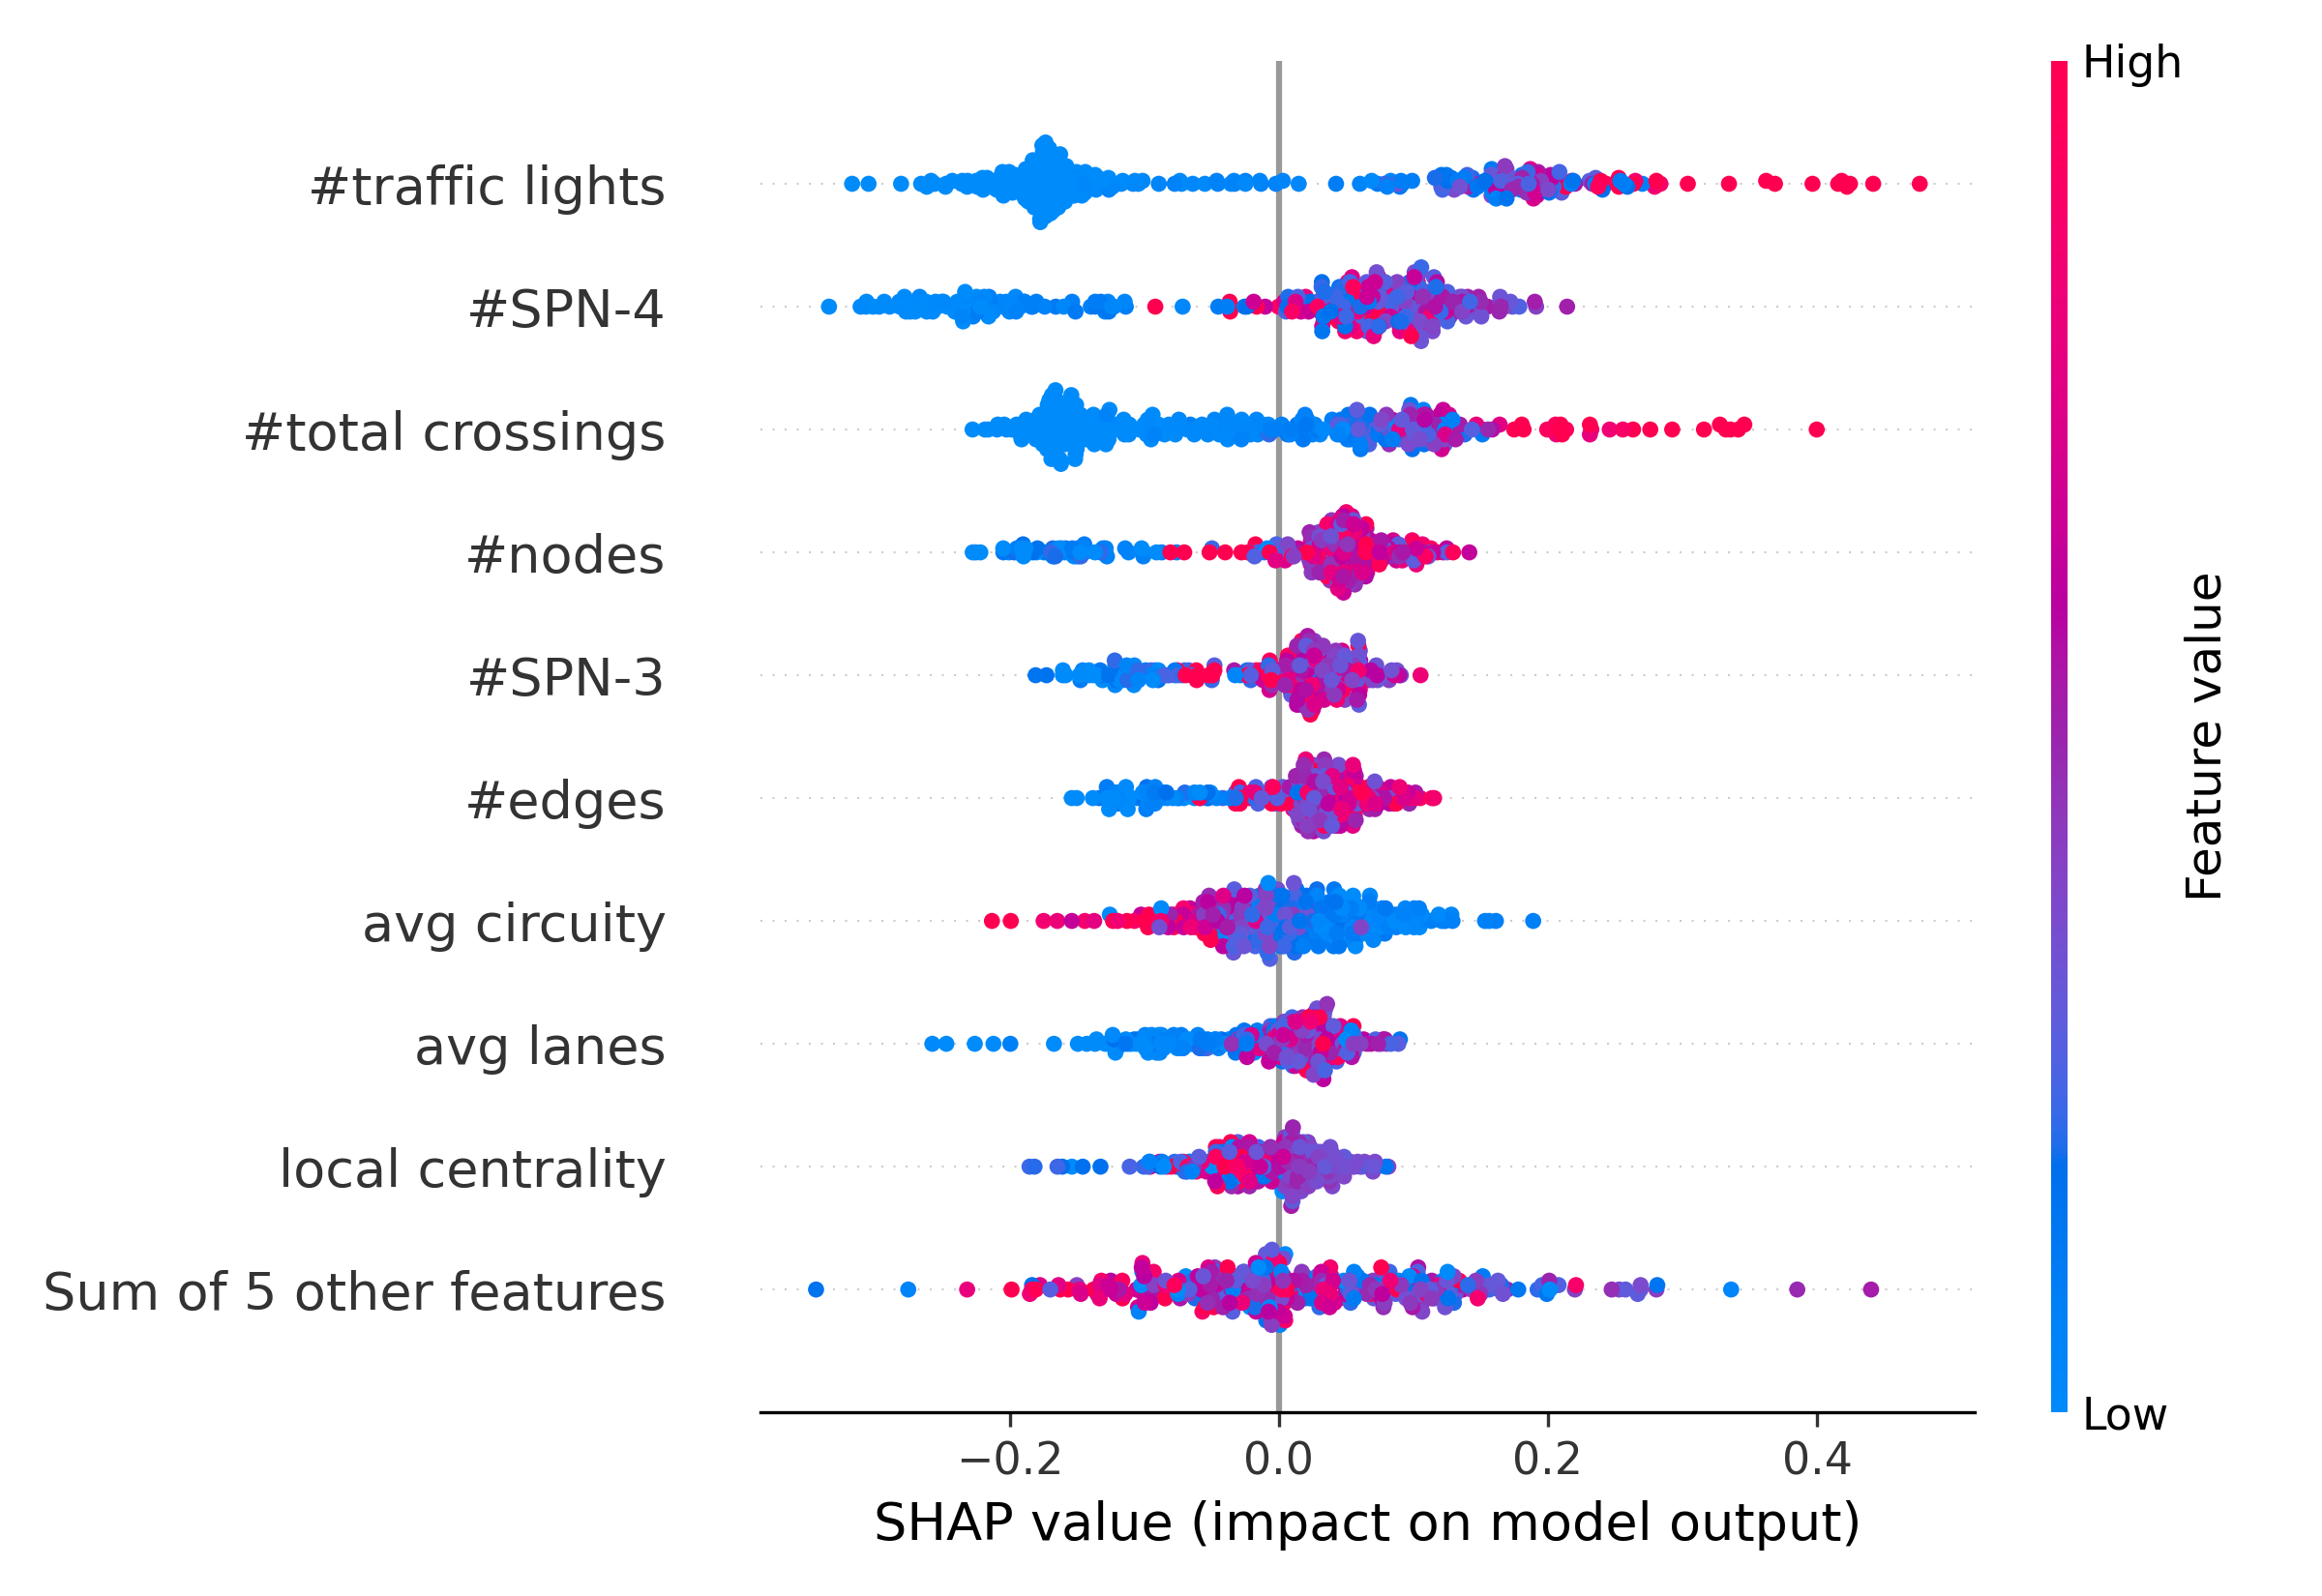 High
#traffic lights
#SPN-4
#total crossings
#nodes
#SPN-3
#edges
avg circuity
avg lanes
local centrality
Sum of 5 other features
Feature value
Low
−0.2 0.0 0.2 0.4
SHAP value (impact on model output)